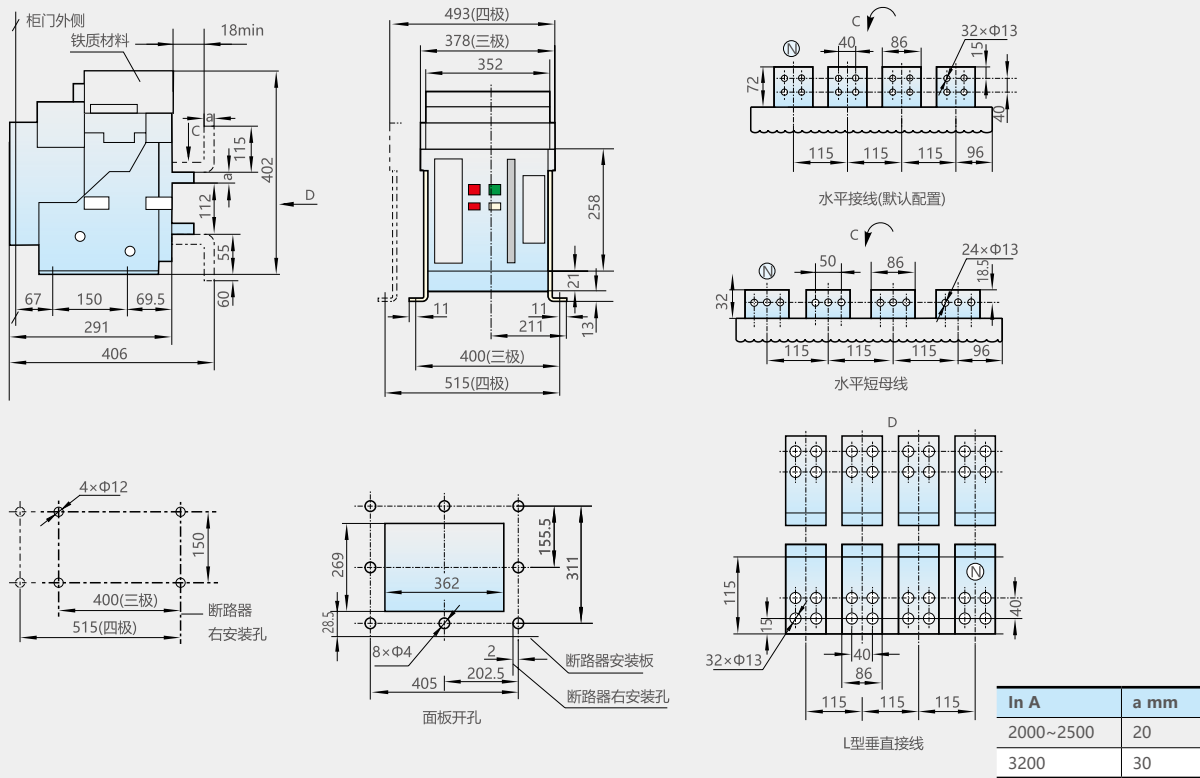 柜门外侧
铁质材料
18min
a
C
115
402
a
D
112
55
60
67
150
69.5
291
406
493(四极)
378(三极)
352
258
21
11
11
13
211
400(三极)
515(四极)
C
32×Φ13
N
40
86
15
72
40
115
115
115
96
水平接线(默认配置)
C
24×Φ13
N
50
86
18.5
32
115
115
115
96
水平短母线
4×Φ12
150
400(三极)
515(四极)
断路器
右安装孔
155.5
311
269
362
28.5
8×Φ4
2
202.5
405
断路器安装板
断路器右安装孔
面板开孔
D
N
115
15
40
32×Φ13
40
86
115
115
115
L型垂直接线
In A
a mm
2000~2500
20
3200
30